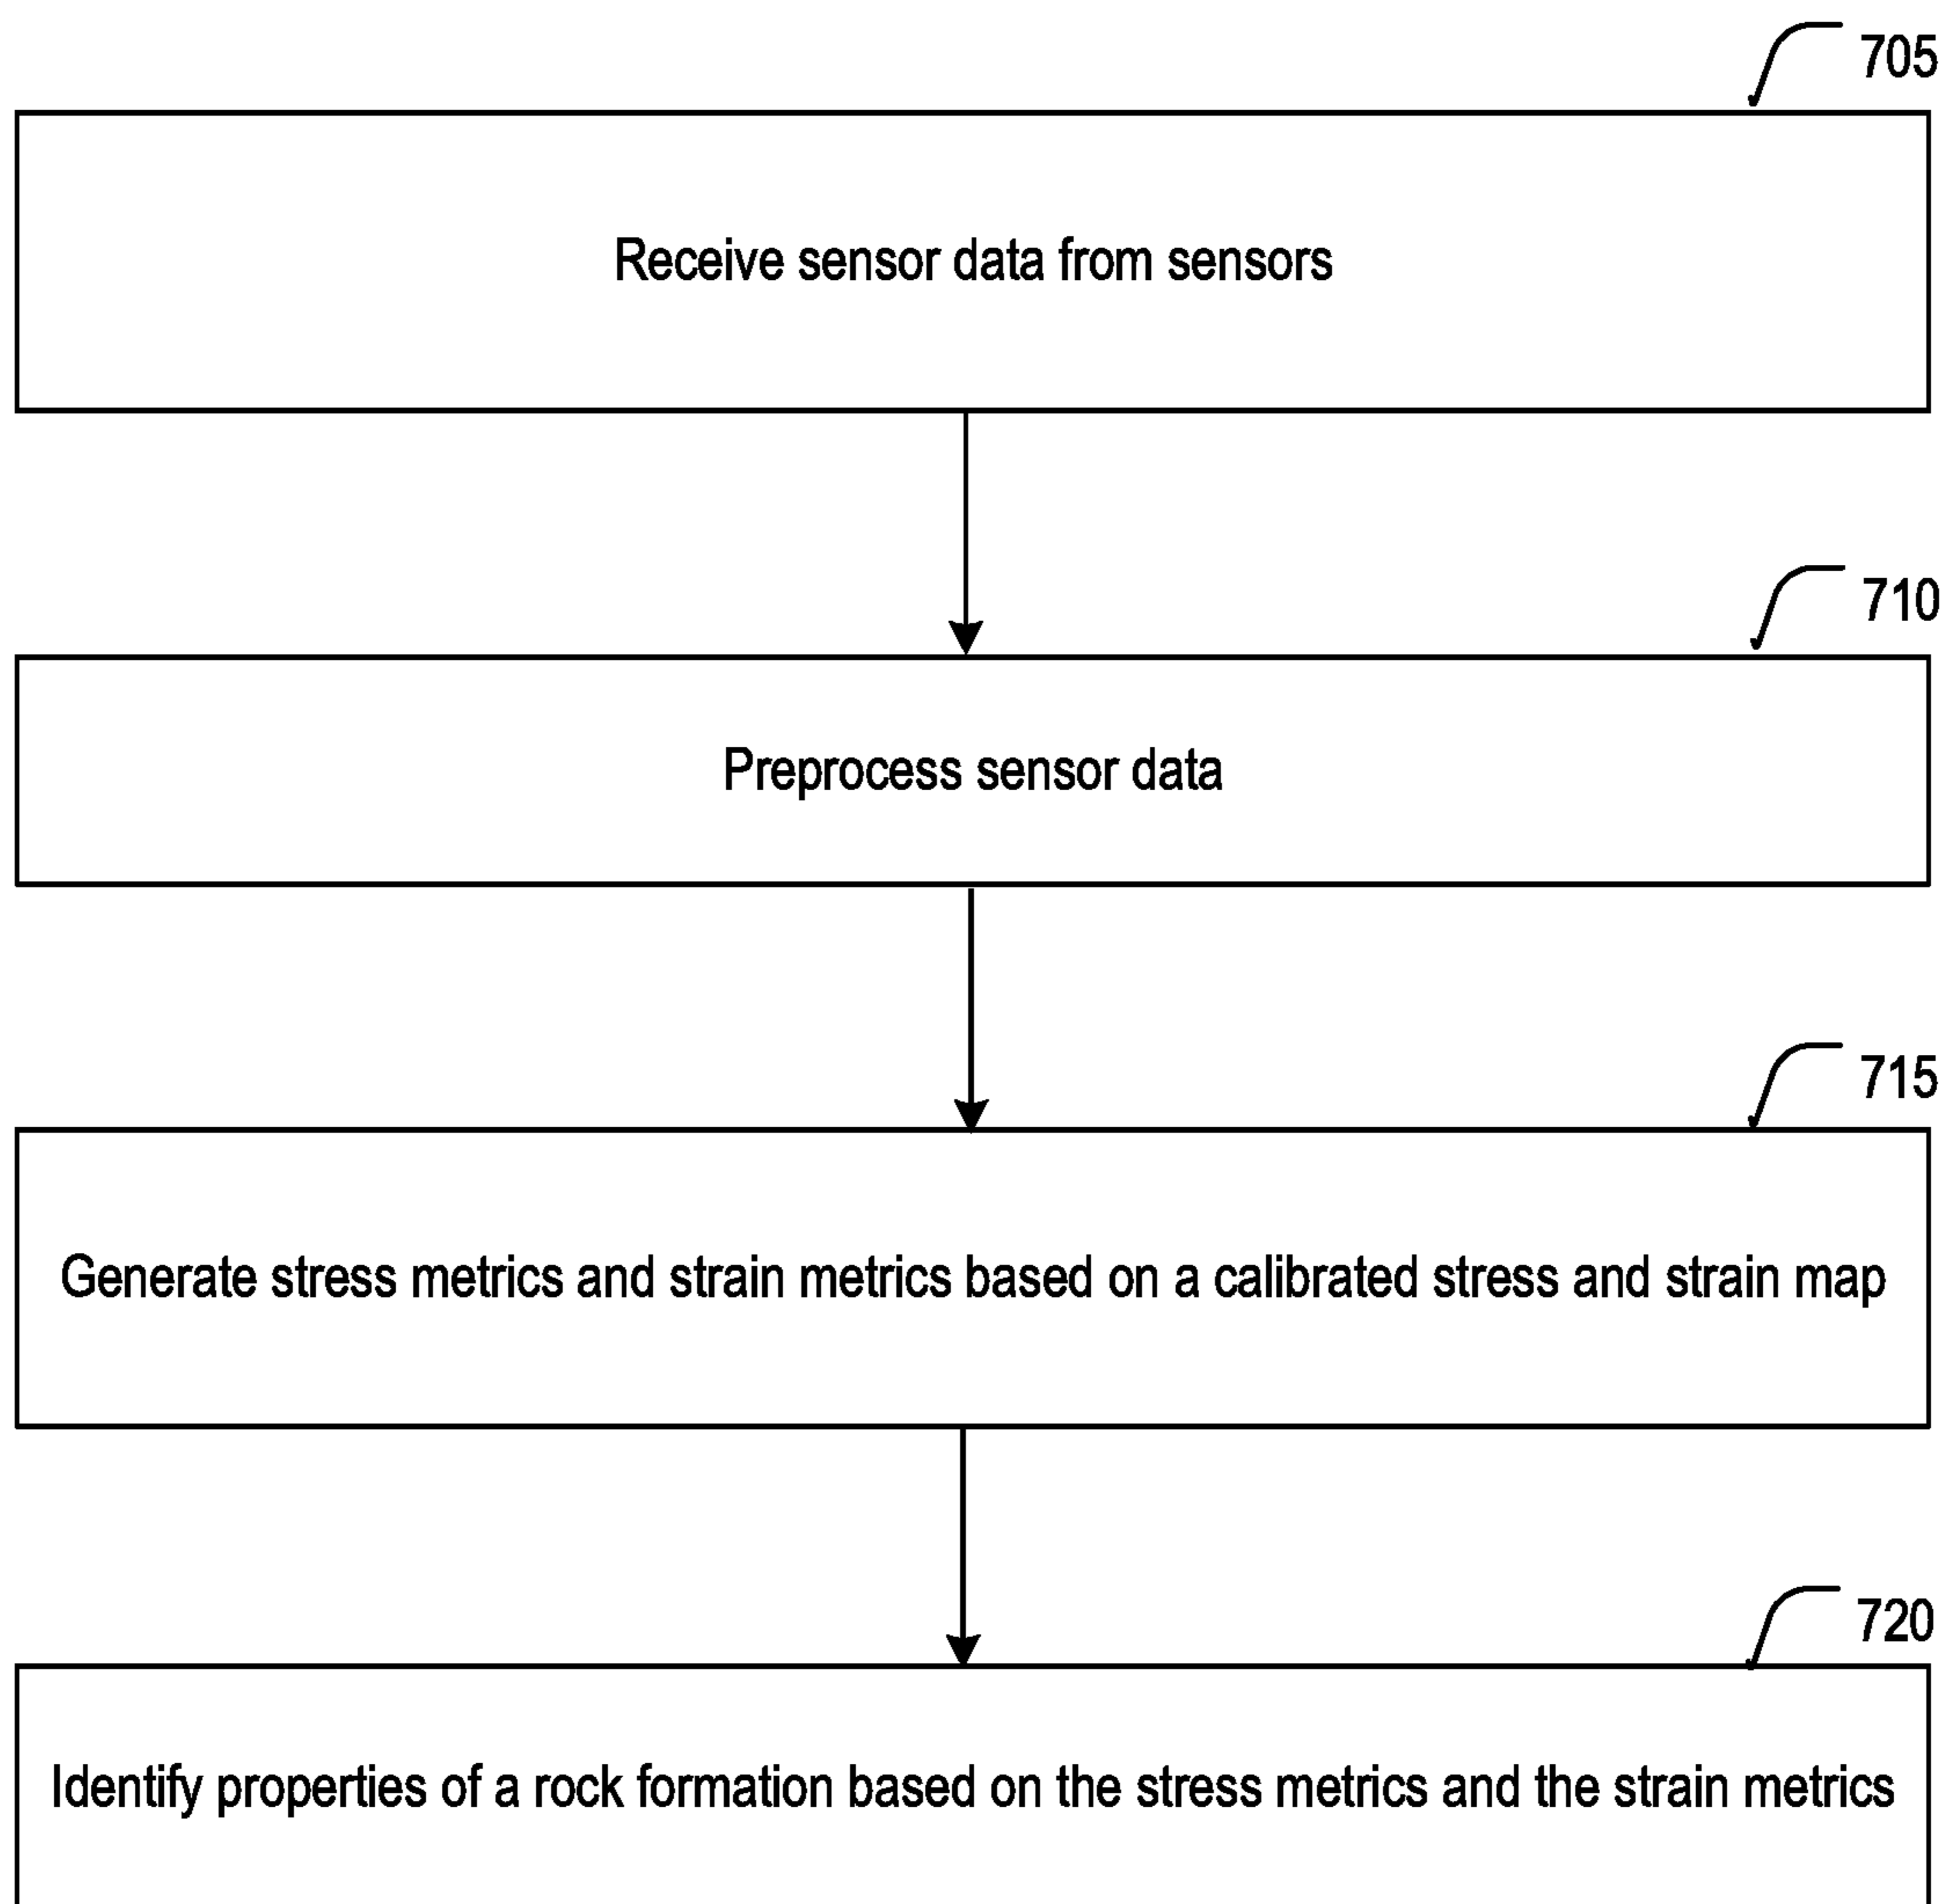 705
Receive sensor data from sensors
710
Preprocess sensor data
715
Generate stress metrics and strain metrics based on a calibrated stress and strain map
720
Identify properties of a rock formation based on the stress metrics and the strain metrics